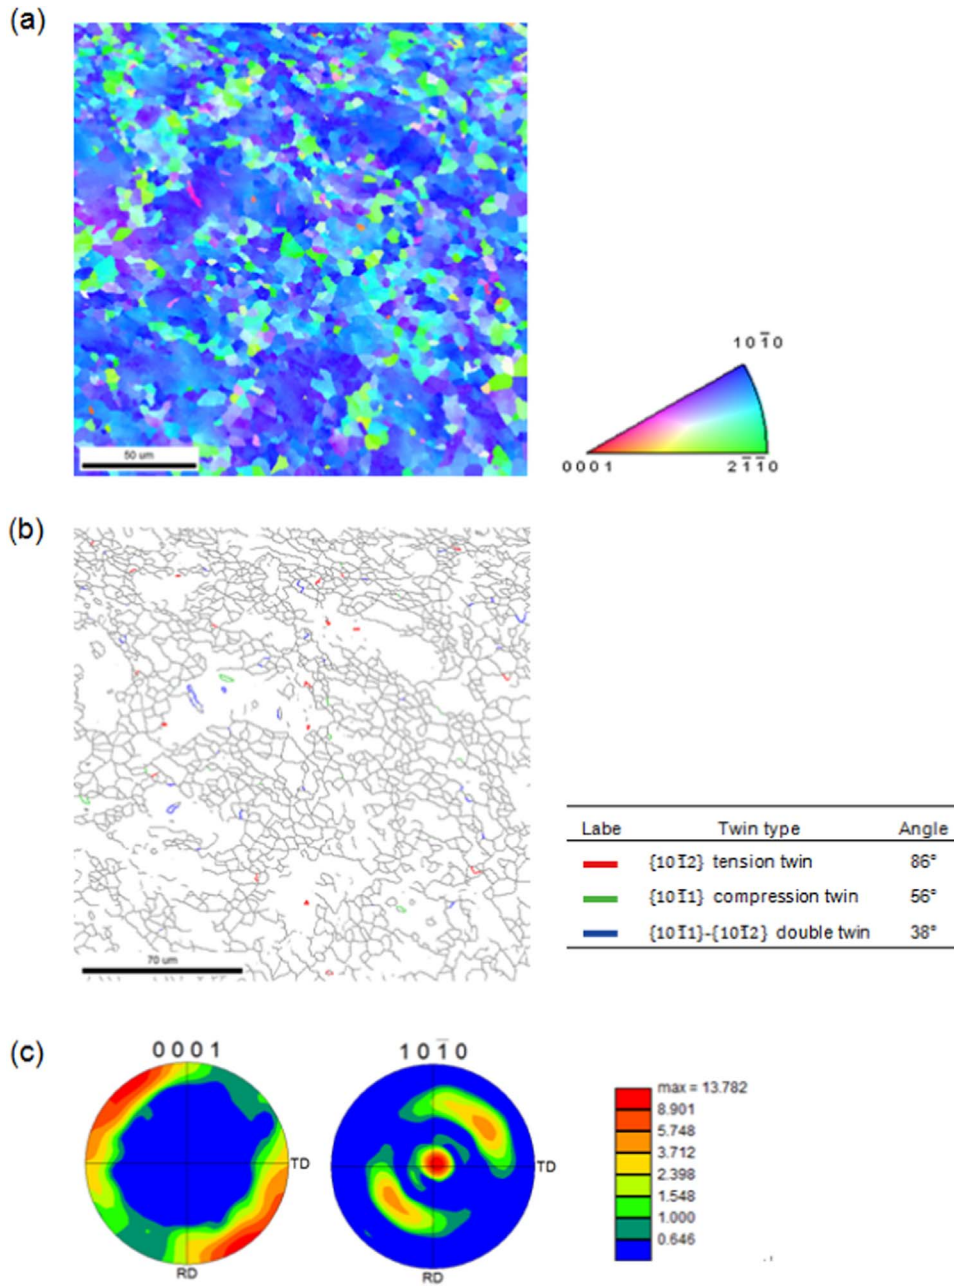 (a)
50 um
101̄0
0001
21̄1̄0
(b)
70 um
Labe Twin type Angle
{101̄2} tension twin 86°
{101̄1} compression twin 56°
{101̄1}-{101̄2} double twin 38°
(c)
0001
TD
RD
101̄0
TD
RD
max = 13.782
8.901
5.748
3.712
2.398
1.548
1.000
0.646